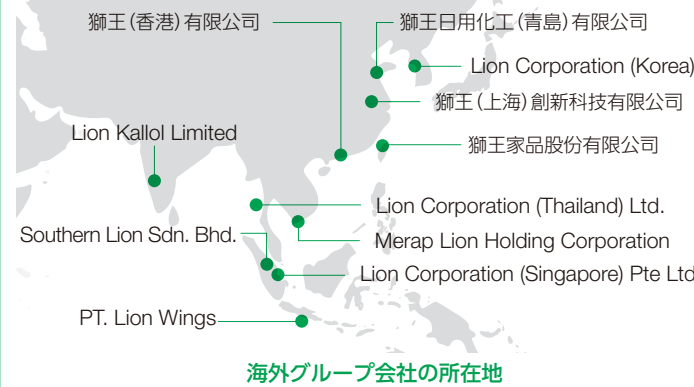 獅王(香港)有限公司
獅王日用化工(青島)有限公司
Lion Corporation (Korea)
獅王(上海)創新科技有限公司
Lion Kallol Limited
獅王家品股份有限公司
Lion Corporation (Thailand) Ltd.
Southern Lion Sdn. Bhd.
Merap Lion Holding Corporation
Lion Corporation (Singapore) Pte Ltd
PT. Lion Wings
海外グループ会社の所在地